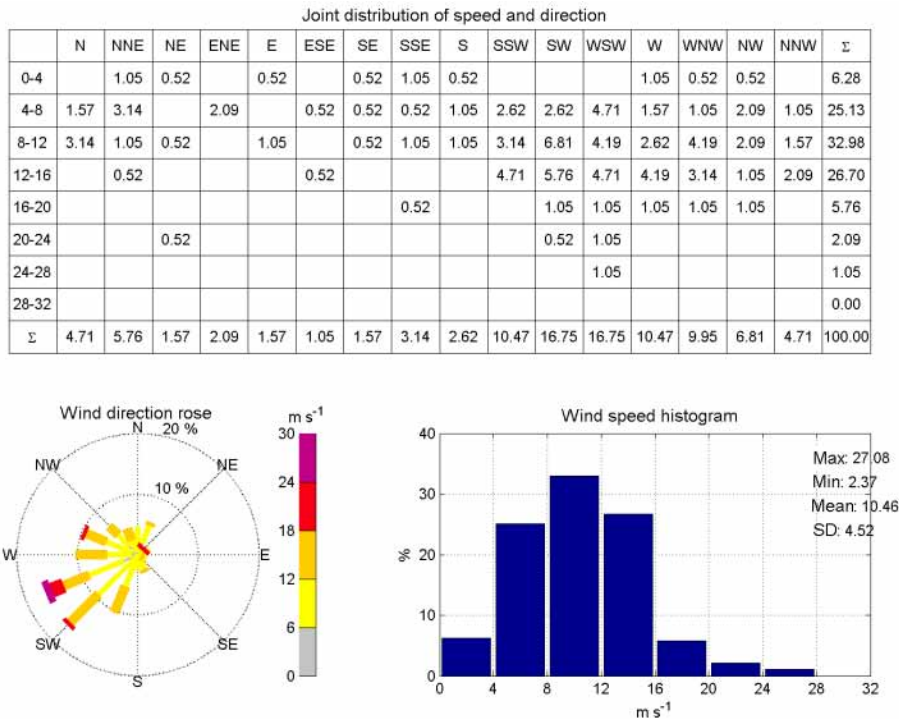 Joint distribution of speed and direction
N NNE NE ENE E ESE SE SSE S SSW SW WSW W WNW NW NNW Σ
0-4 1.05 0.52 0.52 0.52 1.05 0.52 1.05 0.52 0.52 6.28
4-8 1.57 3.14 2.09 0.52 0.52 0.52 1.05 2.62 2.62 4.71 1.57 1.05 2.09 1.05 25.13
8-12 3.14 1.05 0.52 1.05 0.52 1.05 1.05 3.14 6.81 4.19 2.62 4.19 2.09 1.57 32.98
12-16 0.52 0.52 4.71 5.76 4.71 4.19 3.14 1.05 2.09 26.70
16-20 0.52 1.05 1.05 1.05 1.05 1.05 5.76
20-24 0.52 0.52 1.05 2.09
24-28 1.05 1.05
28-32 0.00
Σ 4.71 5.76 1.57 2.09 1.57 1.05 1.57 3.14 2.62 10.47 16.75 16.75 10.47 9.95 6.81 4.71 100.00
Wind direction rose
N 20 %
NW NE
10 %
W E
SW SE
S
m s⁻¹
30
24
18
12
6
0
Wind speed histogram
40
30
20
10
0
%
Max: 27.08
Min: 2.37
Mean: 10.46
SD: 4.52
0 4 8 12 16 20 24 28 32
m s⁻¹